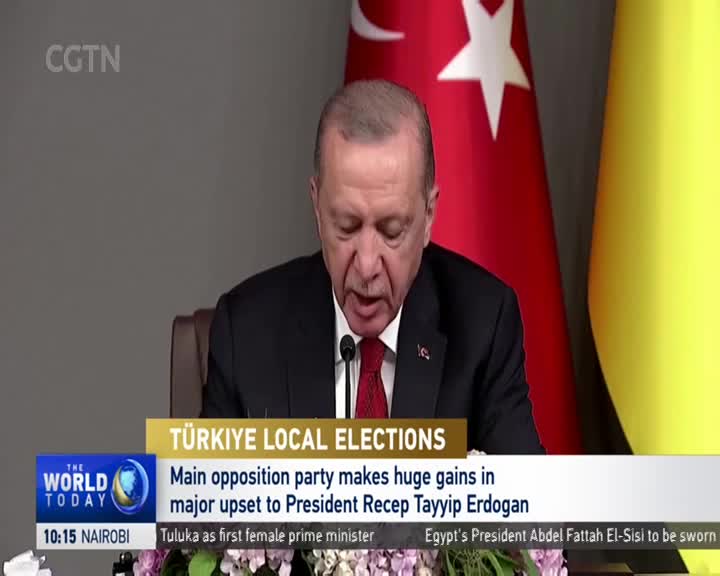 CGTN
TÜRKIYE LOCAL ELECTIONS
THE
WORLD
TODAY
Main opposition party makes huge gains in
major upset to President Recep Tayyip Erdogan
10:15 NAIROBI
Tuluka as first female prime minister
Egypt's President Abdel Fattah El-Sisi to be sworn